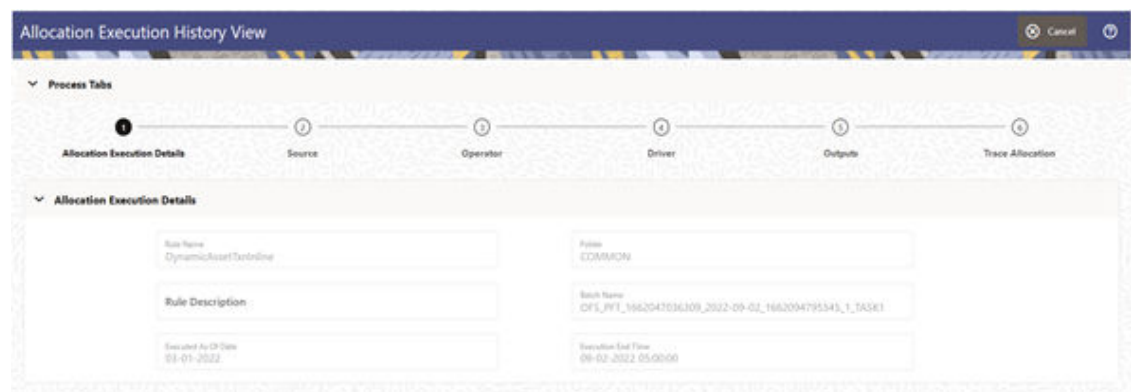 Allocation Execution History View
Cancel
Process Tabs
1 2 3 4 5 6
Allocation Execution Details Source Operator Driver Outputs Trace Allocation
Allocation Execution Details
Rule Name Folder
DynamicAssetTxnInline COMMON
Rule Description Batch Name
OFS_PFT_1662047036309_2022-09-02_1662094795345_1_TASK1
Executed As Of Date Execution End Time
03-01-2022 09-02-2022 05:00:00